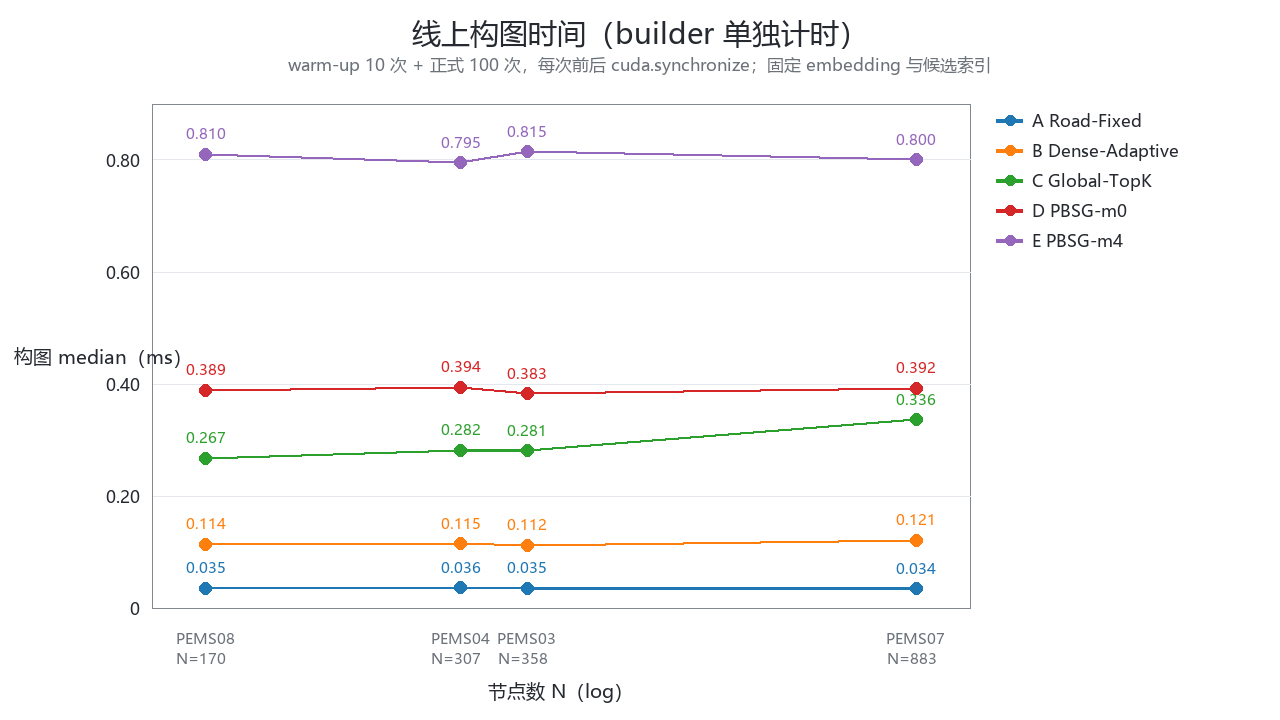 线上构图时间（builder 单独计时）
warm-up 10 次 + 正式 100 次，每次前后 cuda.synchronize；固定 embedding 与候选索引
A Road-Fixed
B Dense-Adaptive
C Global-TopK
D PBSG-m0
E PBSG-m4
构图 median（ms）
0.80
0.60
0.40
0.20
0
0.810
0.795
0.815
0.800
0.389
0.394
0.383
0.392
0.267
0.282
0.281
0.336
0.114
0.115
0.112
0.121
0.035
0.036
0.035
0.034
PEMS08
N=170
PEMS04
N=307
PEMS03
N=358
PEMS07
N=883
节点数 N（log）